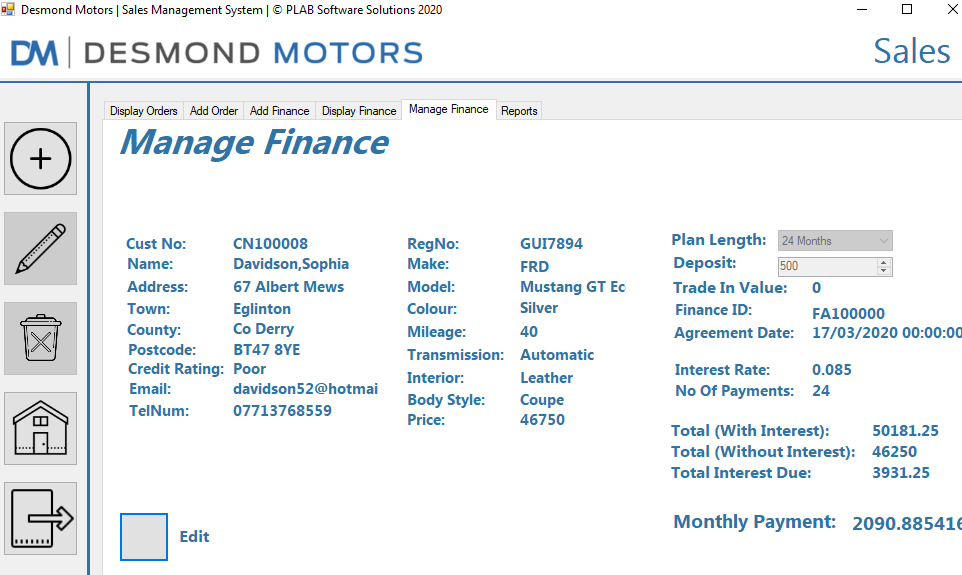 Desmond Motors | Sales Management System | © PLAB Software Solutions 2020
DM | DESMOND MOTORS
Sales
Display Orders Add Order Add Finance Display Finance Manage Finance Reports
Manage Finance
Cust No: CN100008
Name: Davidson,Sophia
Address: 67 Albert Mews
Town: Eglinton
County: Co Derry
Postcode: BT47 8YE
Credit Rating: Poor
Email: davidson52@hotmai
TelNum: 07713768559
RegNo: GUI7894
Make: FRD
Model: Mustang GT Ec
Colour: Silver
Mileage: 40
Transmission: Automatic
Interior: Leather
Body Style: Coupe
Price: 46750
Plan Length: 24 Months
Deposit: 500
Trade In Value: 0
Finance ID: FA100000
Agreement Date: 17/03/2020 00:00:00
Interest Rate: 0.085
No Of Payments: 24
Total (With Interest): 50181.25
Total (Without Interest): 46250
Total Interest Due: 3931.25
Monthly Payment: 2090.885416
Edit